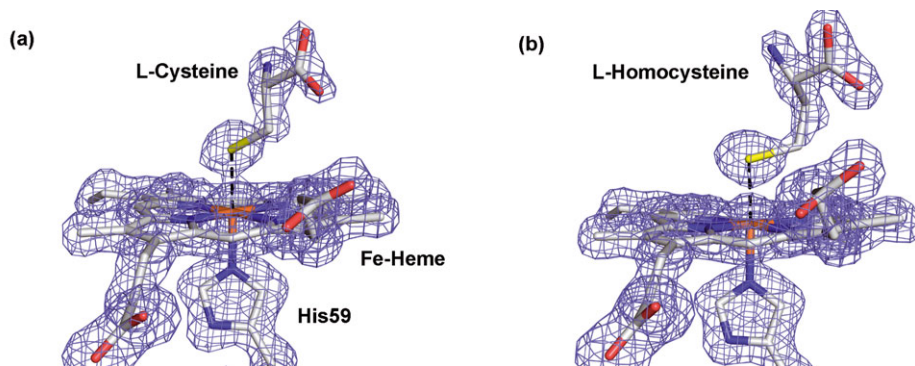 (a)
L-Cysteine
Fe-Heme
His59
(b)
L-Homocysteine